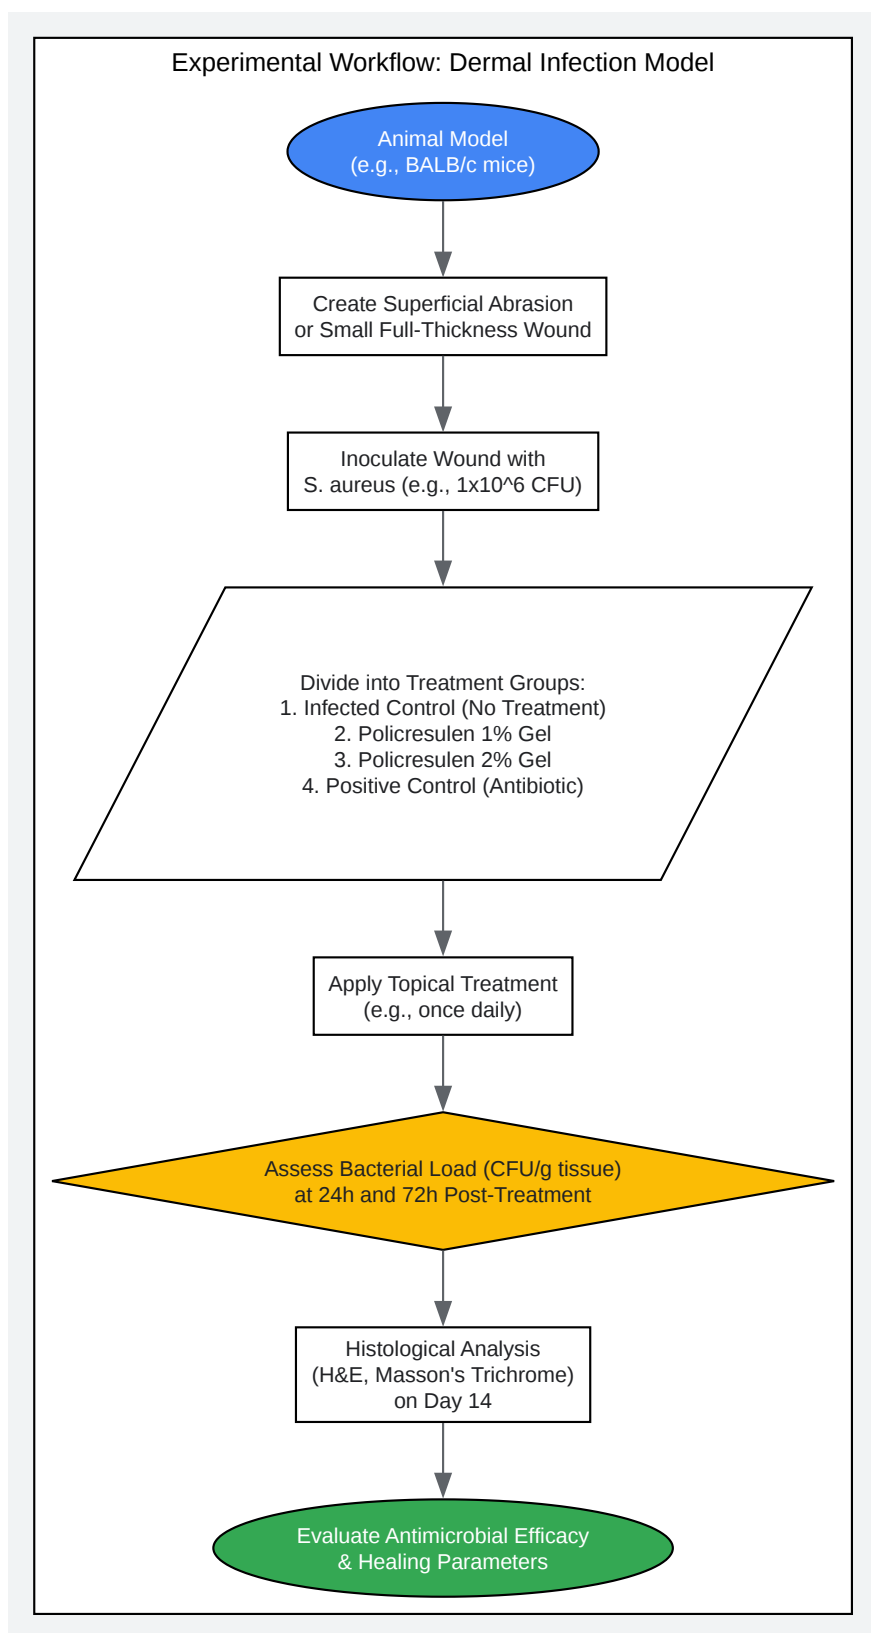 Experimental Workflow: Dermal Infection Model
Animal Model
(e.g., BALB/c mice)
Create Superficial Abrasion
or Small Full-Thickness Wound
Inoculate Wound with
S. aureus (e.g., 1x10^6 CFU)
Divide into Treatment Groups:
1. Infected Control (No Treatment)
2. Policresulen 1% Gel
3. Policresulen 2% Gel
4. Positive Control (Antibiotic)
Apply Topical Treatment
(e.g., once daily)
Assess Bacterial Load (CFU/g tissue)
at 24h and 72h Post-Treatment
Histological Analysis
(H&E, Masson's Trichrome)
on Day 14
Evaluate Antimicrobial Efficacy
& Healing Parameters